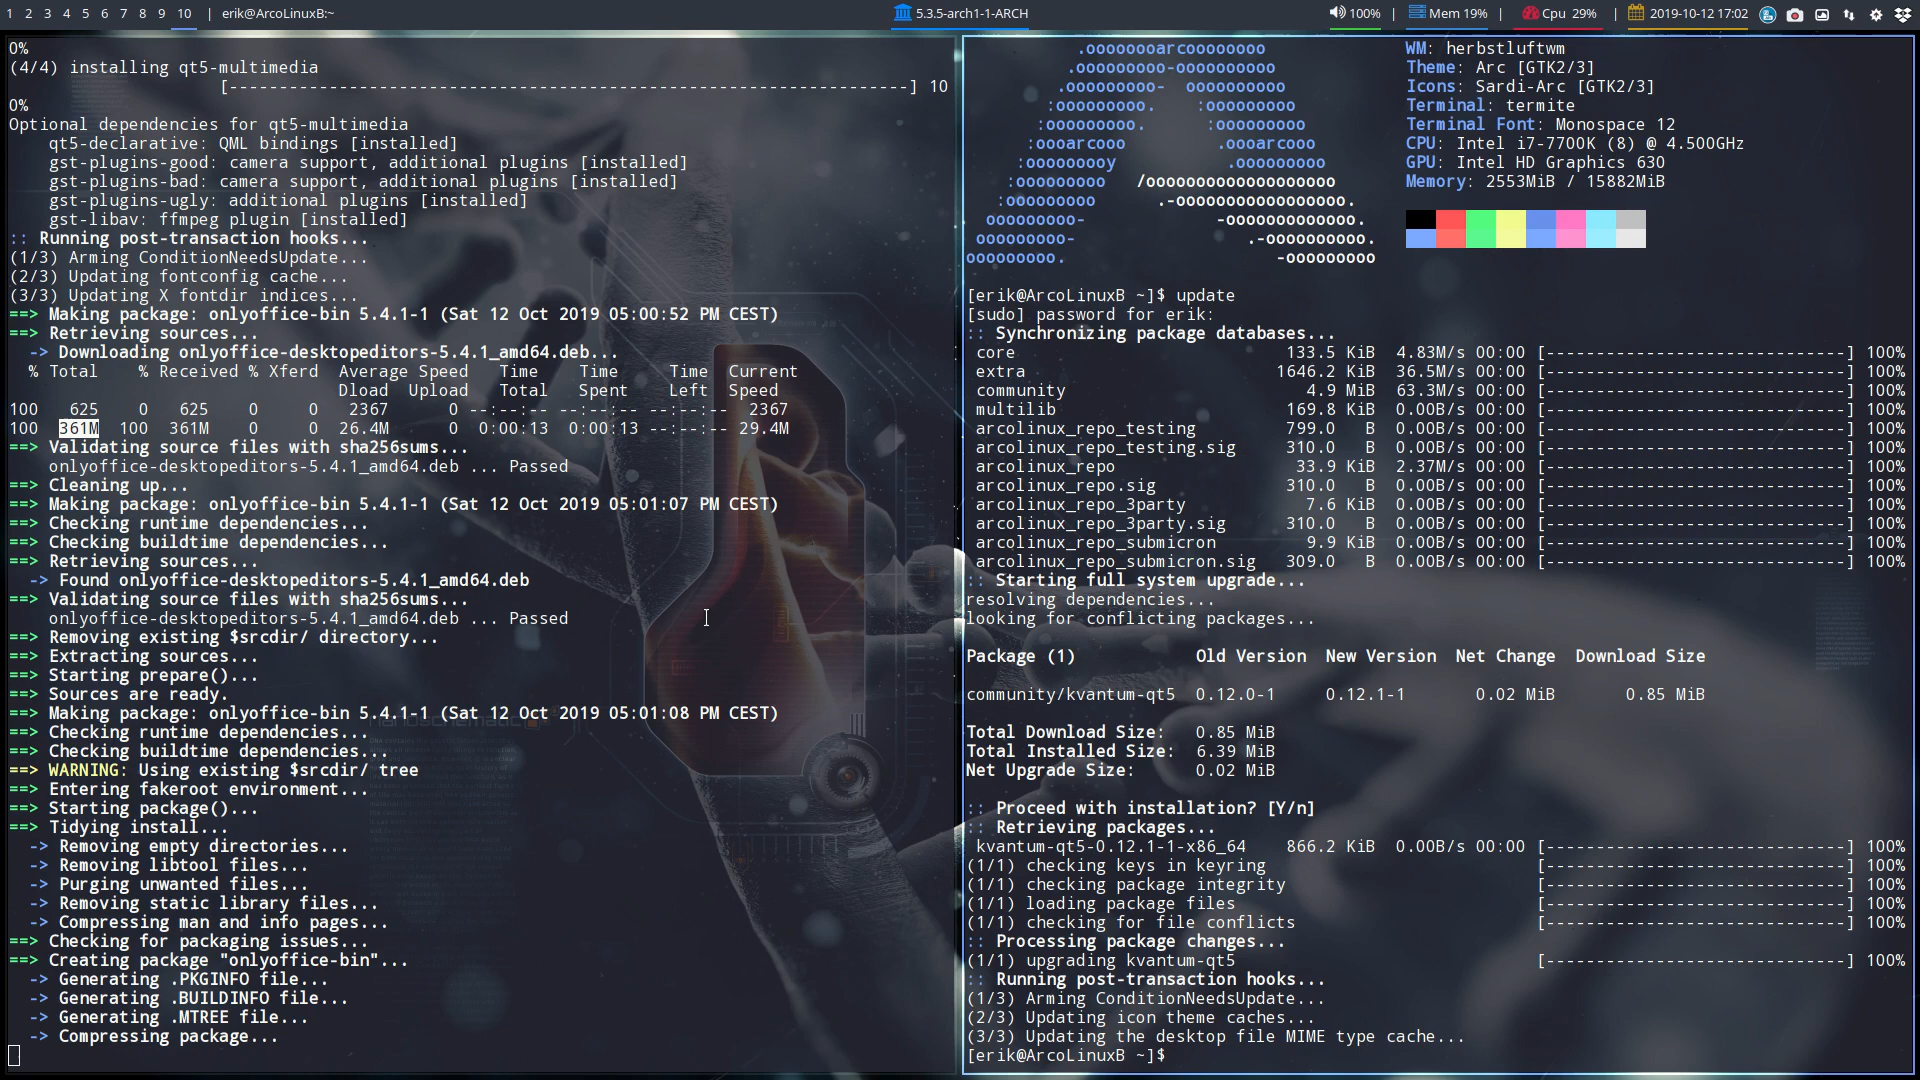 1 2 3 4 5 6 7 8 9 10 | erik@ArcoLinuxB:~
5.3.5-arch1-1-ARCH
100% | Mem 19% | Cpu 29% | 2019-10-12 17:02
0%
(4/4) installing qt5-multimedia
[--------------------------------------------------------------------] 10
0%
Optional dependencies for qt5-multimedia
qt5-declarative: QML bindings [installed]
gst-plugins-good: camera support, additional plugins [installed]
gst-plugins-bad: camera support, additional plugins [installed]
gst-plugins-ugly: additional plugins [installed]
gst-libav: ffmpeg plugin [installed]
:: Running post-transaction hooks...
(1/3) Arming ConditionNeedsUpdate...
(2/3) Updating fontconfig cache...
(3/3) Updating X fontdir indices...
==> Making package: onlyoffice-bin 5.4.1-1 (Sat 12 Oct 2019 05:00:52 PM CEST)
==> Retrieving sources...
-> Downloading onlyoffice-desktopeditors-5.4.1_amd64.deb...
% Total % Received % Xferd Average Speed Time Time Time Current
Dload Upload Total Spent Left Speed
100 625 0 625 0 0 2367 0 --:--:-- --:--:-- --:--:-- 2367
100 361M 100 361M 0 0 26.4M 0 0:00:13 0:00:13 --:--:-- 29.4M
==> Validating source files with sha256sums...
onlyoffice-desktopeditors-5.4.1_amd64.deb ... Passed
==> Cleaning up...
==> Making package: onlyoffice-bin 5.4.1-1 (Sat 12 Oct 2019 05:01:07 PM CEST)
==> Checking runtime dependencies...
==> Checking buildtime dependencies...
==> Retrieving sources...
-> Found onlyoffice-desktopeditors-5.4.1_amd64.deb
==> Validating source files with sha256sums...
onlyoffice-desktopeditors-5.4.1_amd64.deb ... Passed
==> Removing existing $srcdir/ directory...
==> Extracting sources...
==> Starting prepare()...
==> Sources are ready.
==> Making package: onlyoffice-bin 5.4.1-1 (Sat 12 Oct 2019 05:01:08 PM CEST)
==> Checking runtime dependencies...
==> Checking buildtime dependencies...
==> WARNING: Using existing $srcdir/ tree
==> Entering fakeroot environment...
==> Starting package()...
==> Tidying install...
-> Removing empty directories...
-> Removing libtool files...
-> Purging unwanted files...
-> Removing static library files...
-> Compressing man and info pages...
==> Checking for packaging issues...
==> Creating package "onlyoffice-bin"...
-> Generating .PKGINFO file...
-> Generating .BUILDINFO file...
-> Generating .MTREE file...
-> Compressing package...
.oooooooarcooooooooo
.ooooooooo-oooooooooo
.ooooooooo- oooooooooo
:ooooooooo. :ooooooooo
:ooooooooo. :ooooooooo
:oooarcooo .oooarcooo
:ooooooooy .ooooooooo
:ooooooooo /ooooooooooooooooooo
:ooooooooo .-ooooooooooooooooo.
ooooooooo- -ooooooooooooo.
ooooooooo- .-oooooooooo.
ooooooooo. -ooooooooo
WM: herbstluftwm
Theme: Arc [GTK2/3]
Icons: Sardi-Arc [GTK2/3]
Terminal: termite
Terminal Font: Monospace 12
CPU: Intel i7-7700K (8) @ 4.500GHz
GPU: Intel HD Graphics 630
Memory: 2553MiB / 15882MiB
[erik@ArcoLinuxB ~]$ update
[sudo] password for erik:
:: Synchronizing package databases...
core 133.5 KiB 4.83M/s 00:00 [------------------------------] 100%
extra 1646.2 KiB 36.5M/s 00:00 [------------------------------] 100%
community 4.9 MiB 63.3M/s 00:00 [------------------------------] 100%
multilib 169.8 KiB 0.00B/s 00:00 [------------------------------] 100%
arcolinux_repo_testing 799.0 B 0.00B/s 00:00 [------------------------------] 100%
arcolinux_repo_testing.sig 310.0 B 0.00B/s 00:00 [------------------------------] 100%
arcolinux_repo 33.9 KiB 2.37M/s 00:00 [------------------------------] 100%
arcolinux_repo.sig 310.0 B 0.00B/s 00:00 [------------------------------] 100%
arcolinux_repo_3party 7.6 KiB 0.00B/s 00:00 [------------------------------] 100%
arcolinux_repo_3party.sig 310.0 B 0.00B/s 00:00 [------------------------------] 100%
arcolinux_repo_submicron 9.9 KiB 0.00B/s 00:00 [------------------------------] 100%
arcolinux_repo_submicron.sig 309.0 B 0.00B/s 00:00 [------------------------------] 100%
:: Starting full system upgrade...
resolving dependencies...
looking for conflicting packages...
Package (1) Old Version New Version Net Change Download Size
community/kvantum-qt5 0.12.0-1 0.12.1-1 0.02 MiB 0.85 MiB
Total Download Size: 0.85 MiB
Total Installed Size: 6.39 MiB
Net Upgrade Size: 0.02 MiB
:: Proceed with installation? [Y/n]
:: Retrieving packages...
kvantum-qt5-0.12.1-1-x86_64 866.2 KiB 0.00B/s 00:00 [------------------------------] 100%
(1/1) checking keys in keyring [------------------------------] 100%
(1/1) checking package integrity [------------------------------] 100%
(1/1) loading package files [------------------------------] 100%
(1/1) checking for file conflicts [------------------------------] 100%
:: Processing package changes...
(1/1) upgrading kvantum-qt5 [------------------------------] 100%
:: Running post-transaction hooks...
(1/3) Arming ConditionNeedsUpdate...
(2/3) Updating icon theme caches...
(3/3) Updating the desktop file MIME type cache...
[erik@ArcoLinuxB ~]$